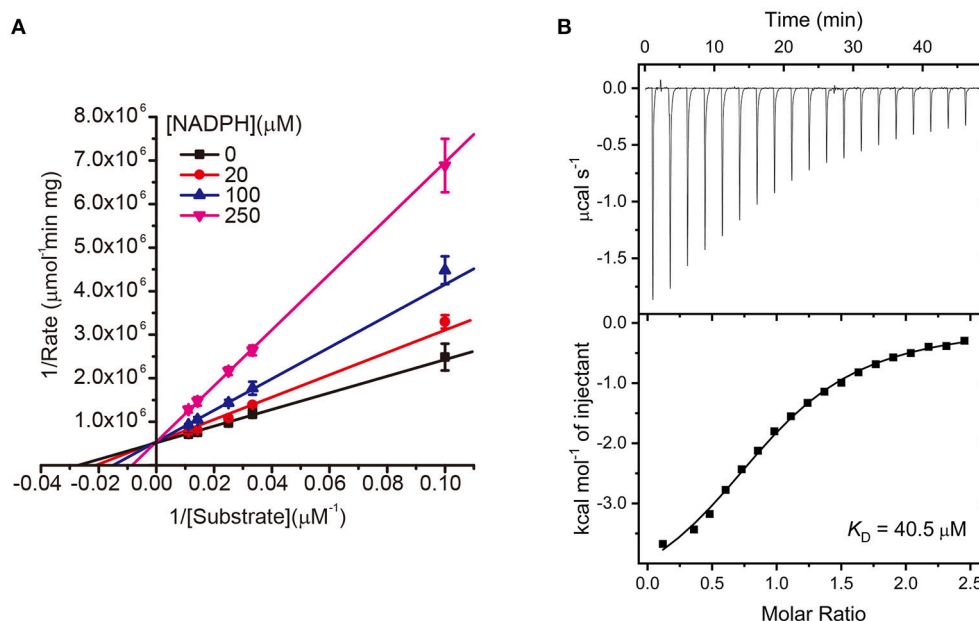 A
[NADPH](μM)
0
20
100
250
8.0x10⁶
7.0x10⁶
6.0x10⁶
5.0x10⁶
4.0x10⁶
3.0x10⁶
2.0x10⁶
1.0x10⁶
1/Rate (μmol⁻¹min mg)
-0.04 -0.02 0.00 0.02 0.04 0.06 0.08 0.10
1/[Substrate](μM⁻¹)
B
Time (min)
0 10 20 30 40
0.0
-0.5
-1.0
-1.5
μcal s⁻¹
0.0
-1.0
-2.0
-3.0
kcal mol⁻¹ of injectant
K_D = 40.5 μM
0.0 0.5 1.0 1.5 2.0 2.5
Molar Ratio